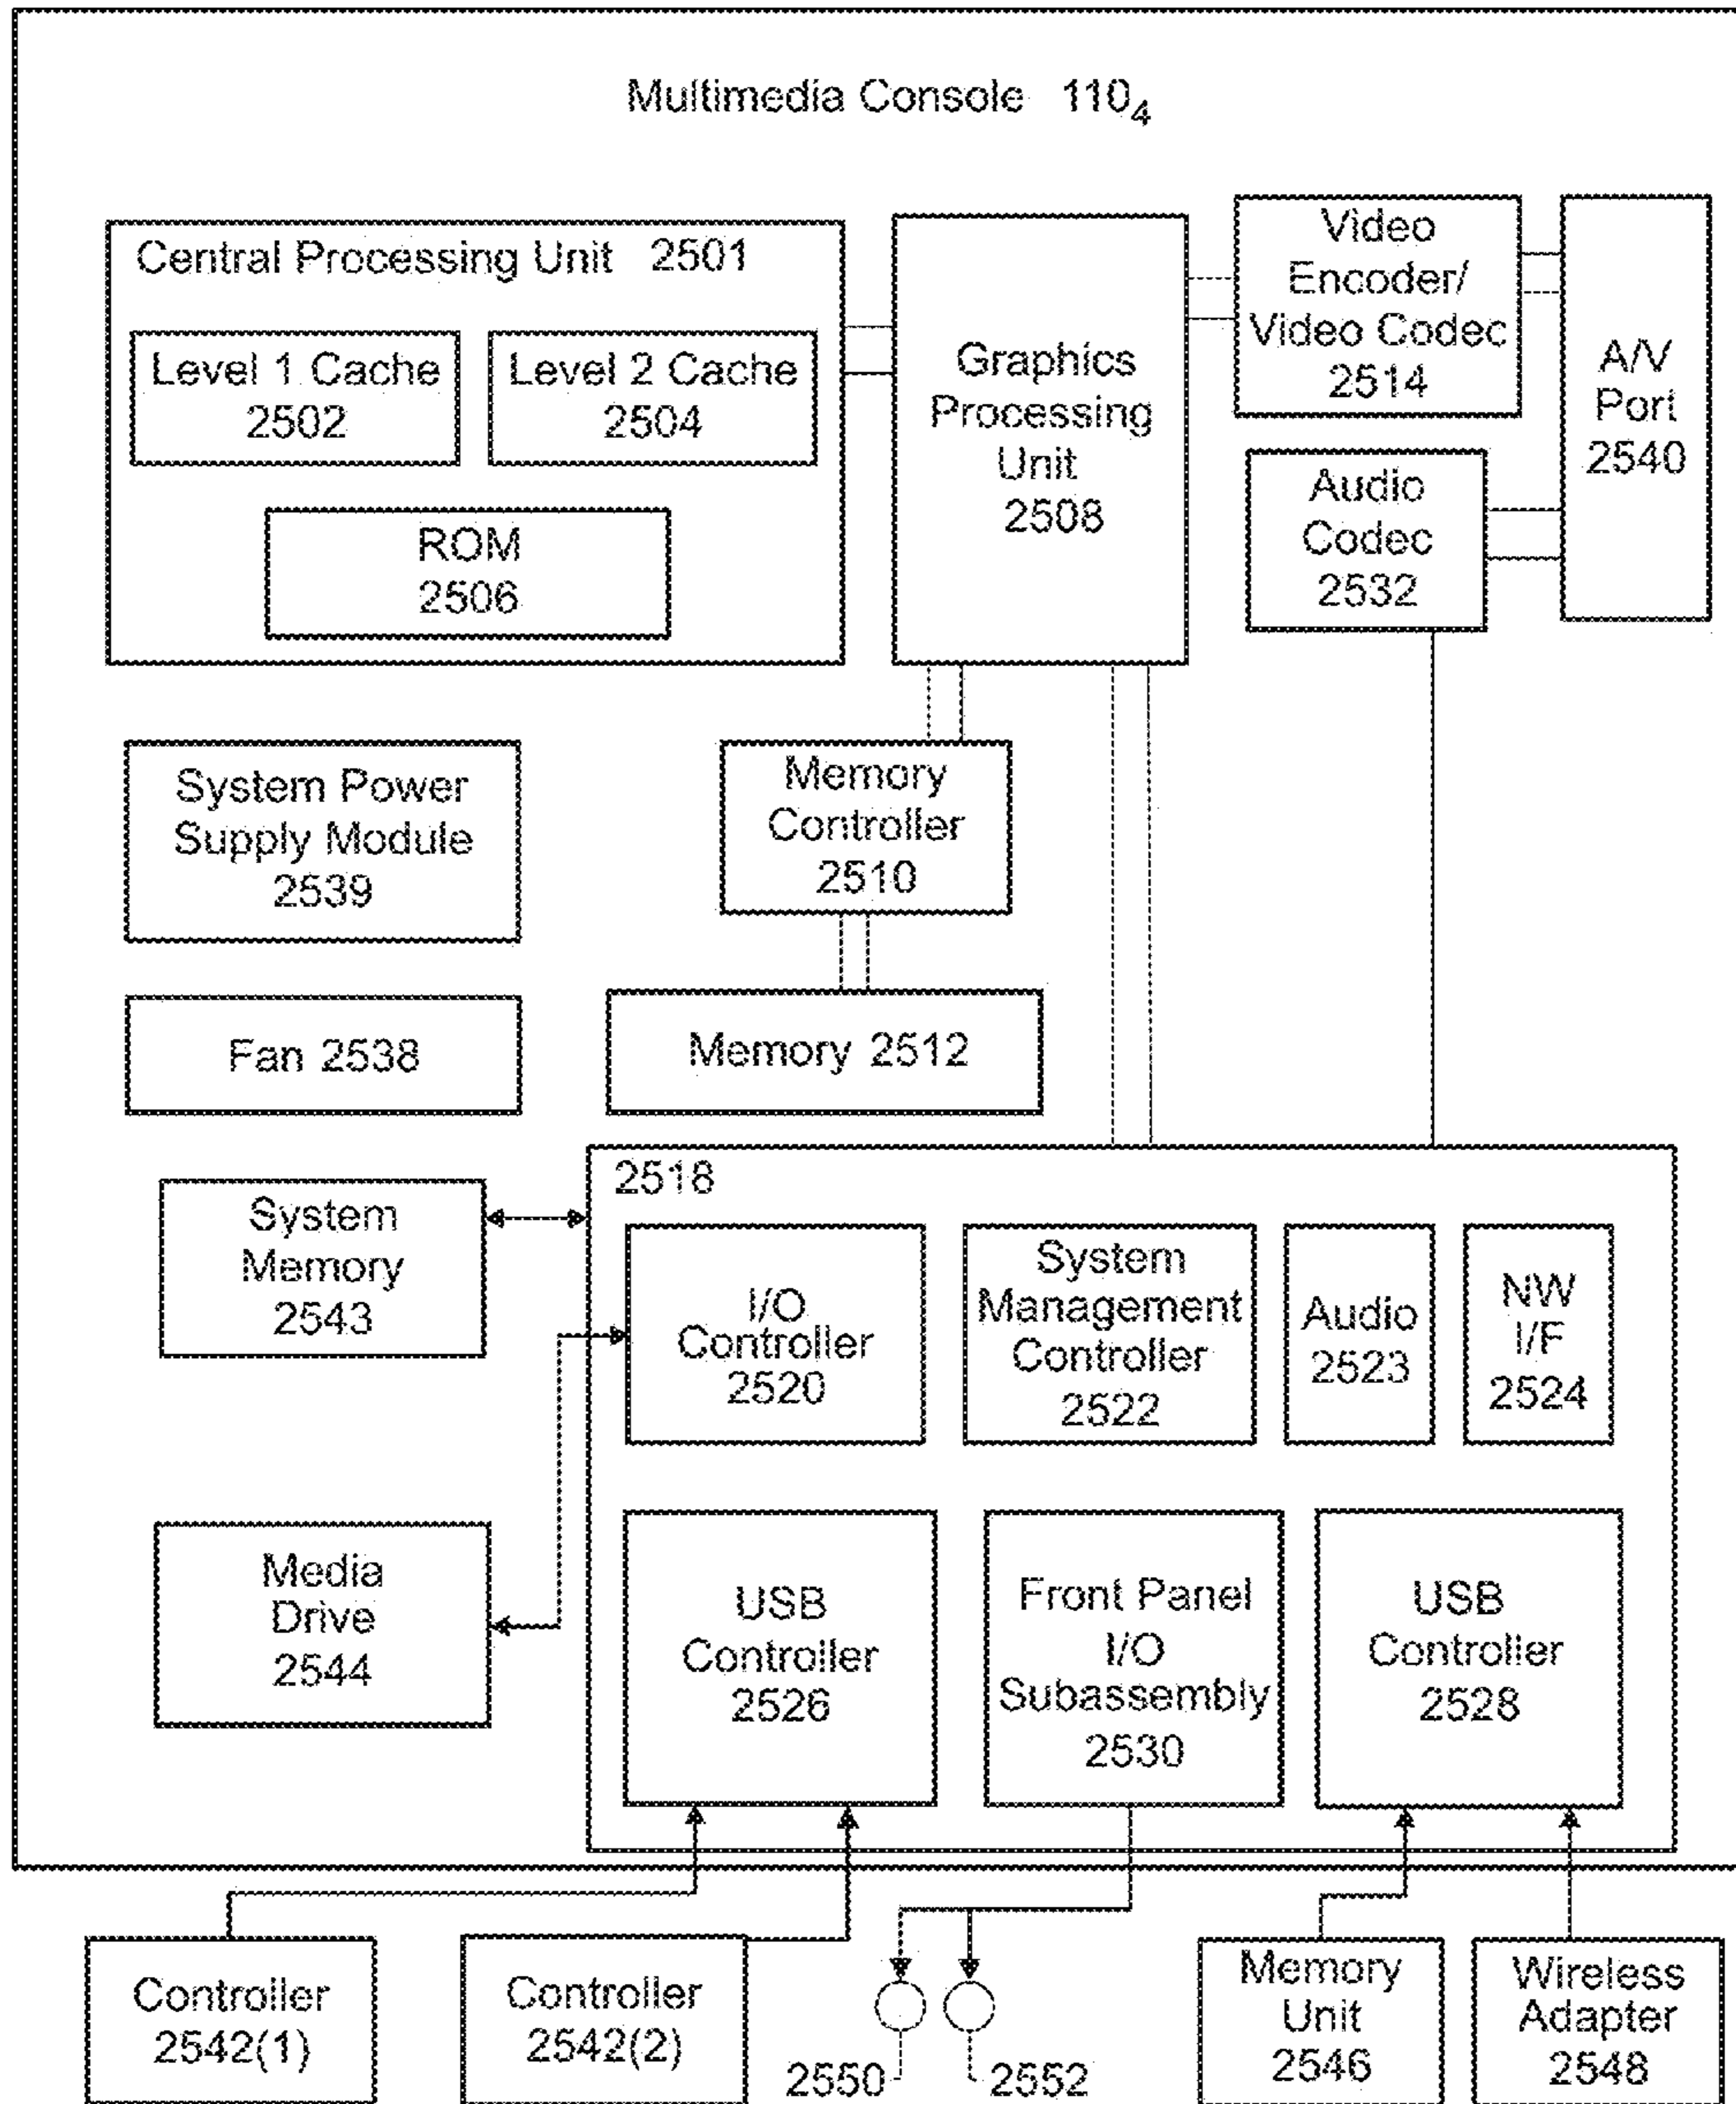 Multimedia Console 110₄
Central Processing Unit 2501
Level 1 Cache
2502
Level 2 Cache
2504
ROM
2506
Graphics
Processing
Unit
2508
Video
Encoder/
Video Codec
2514
A/V
Port
2540
Audio
Codec
2532
System Power
Supply Module
2539
Memory
Controller
2510
Fan 2538
Memory 2512
System
Memory
2543
2518
I/O
Controller
2520
System
Management
Controller
2522
Audio
2523
NW
I/F
2524
Media
Drive
2544
USB
Controller
2526
Front Panel
I/O
Subassembly
2530
USB
Controller
2528
Controller
2542(1)
Controller
2542(2)
2550
2552
Memory
Unit
2546
Wireless
Adapter
2548